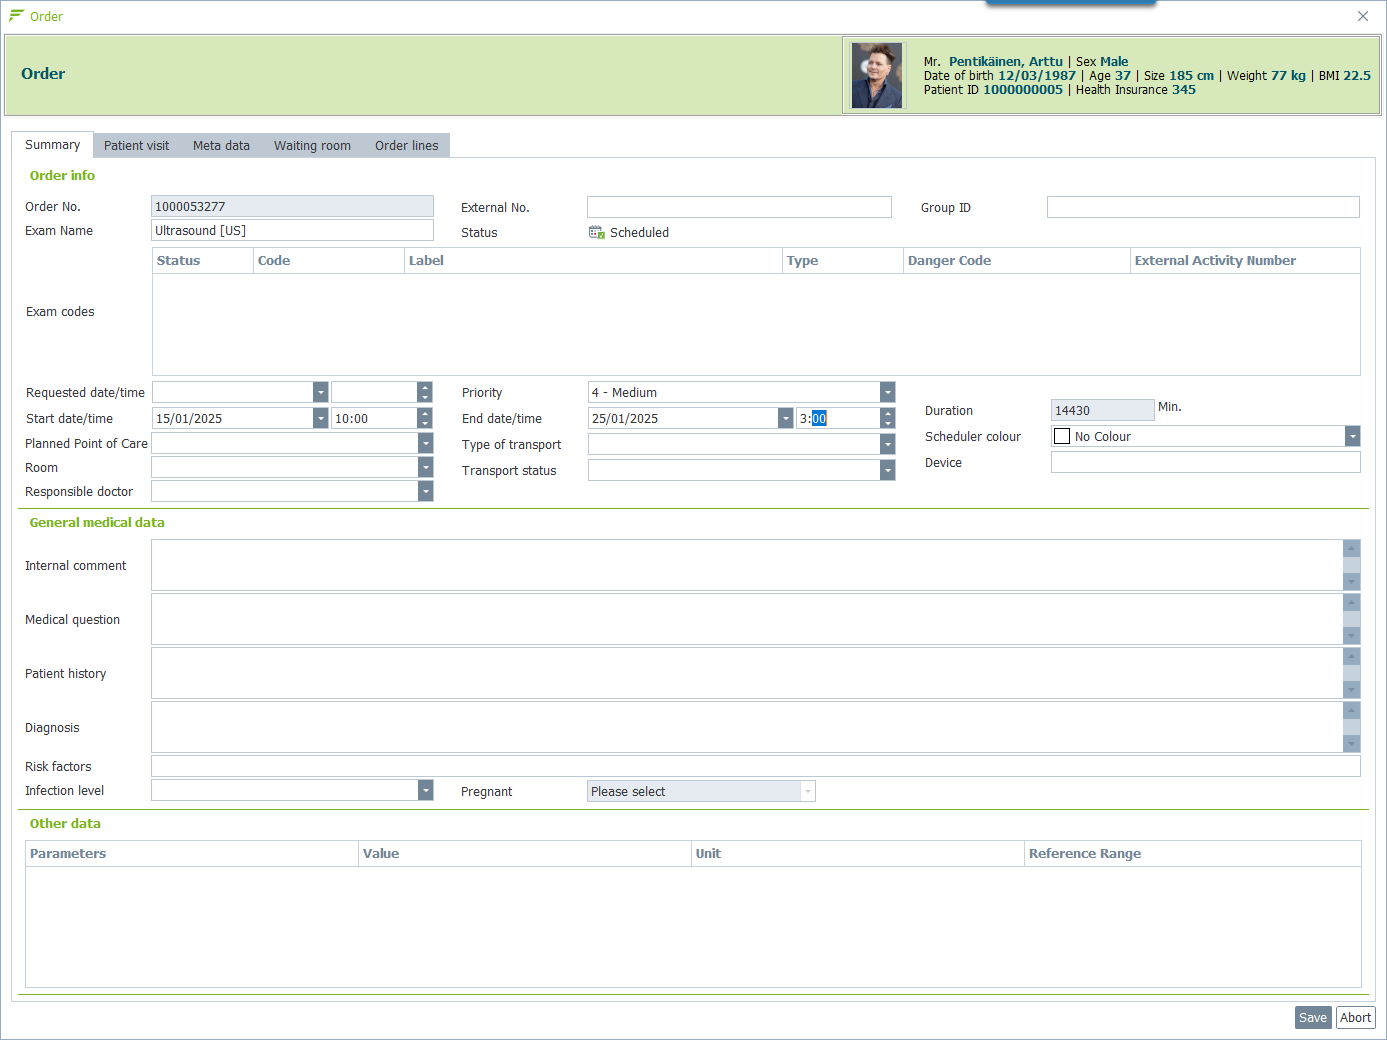 Order
Order
Mr. Pentikäinen, Arttu | Sex Male
Date of birth 12/03/1987 | Age 37 | Size 185 cm | Weight 77 kg | BMI 22.5
Patient ID 1000000005 | Health Insurance 345
Summary Patient visit Meta data Waiting room Order lines
Order info
Order No. 1000053277 External No. Group ID
Exam Name Ultrasound [US] Status Scheduled
Status Code Label Type Danger Code External Activity Number
Exam codes
Requested date/time Priority 4 - Medium
Start date/time 15/01/2025 10:00 End date/time 25/01/2025 3:00 Duration 14430 Min.
Planned Point of Care Type of transport Scheduler colour No Colour
Room Transport status Device
Responsible doctor
General medical data
Internal comment
Medical question
Patient history
Diagnosis
Risk factors
Infection level Pregnant Please select
Other data
Parameters Value Unit Reference Range
Save Abort